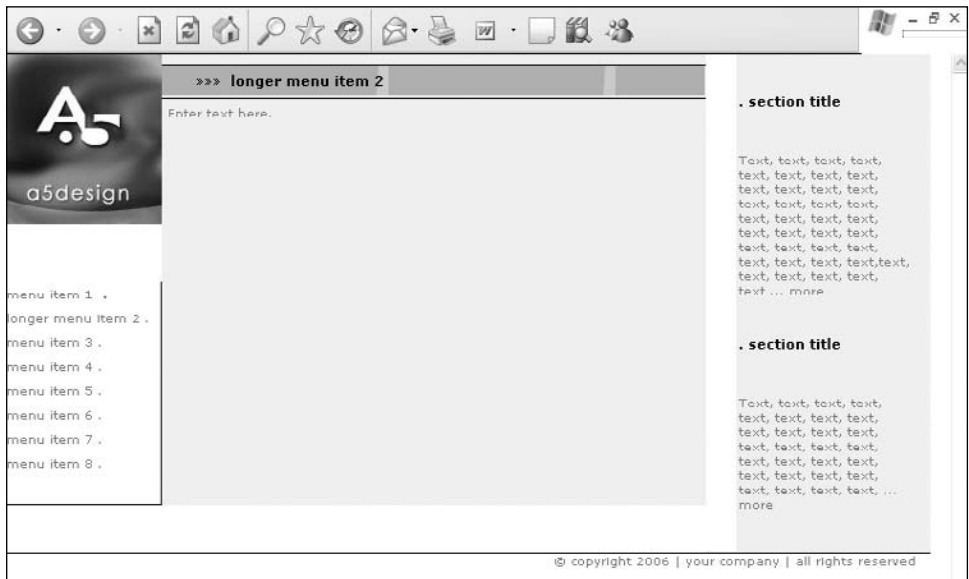 W
A5
a5design
>>> longer menu item 2
Enter text here.
menu item 1 .
longer menu item 2 .
menu item 3 .
menu item 4 .
menu item 5 .
menu item 6 .
menu item 7 .
menu item 8 .
. section title
Text, text, text, text,
text, text, text, text,
text, text, text, text,
text, text, text, text,
text, text, text, text,
text, text, text, text,
text, text, text, text,
text, text, text, text,text,
text, text, text, text,
text ... more
. section title
Text, text, text, text,
text, text, text, text,
text, text, text, text,
text, text, text, text,
text, text, text, text,
text, text, text, text,
text, text, text, text, ...
more
© copyright 2006 | your company | all rights reserved